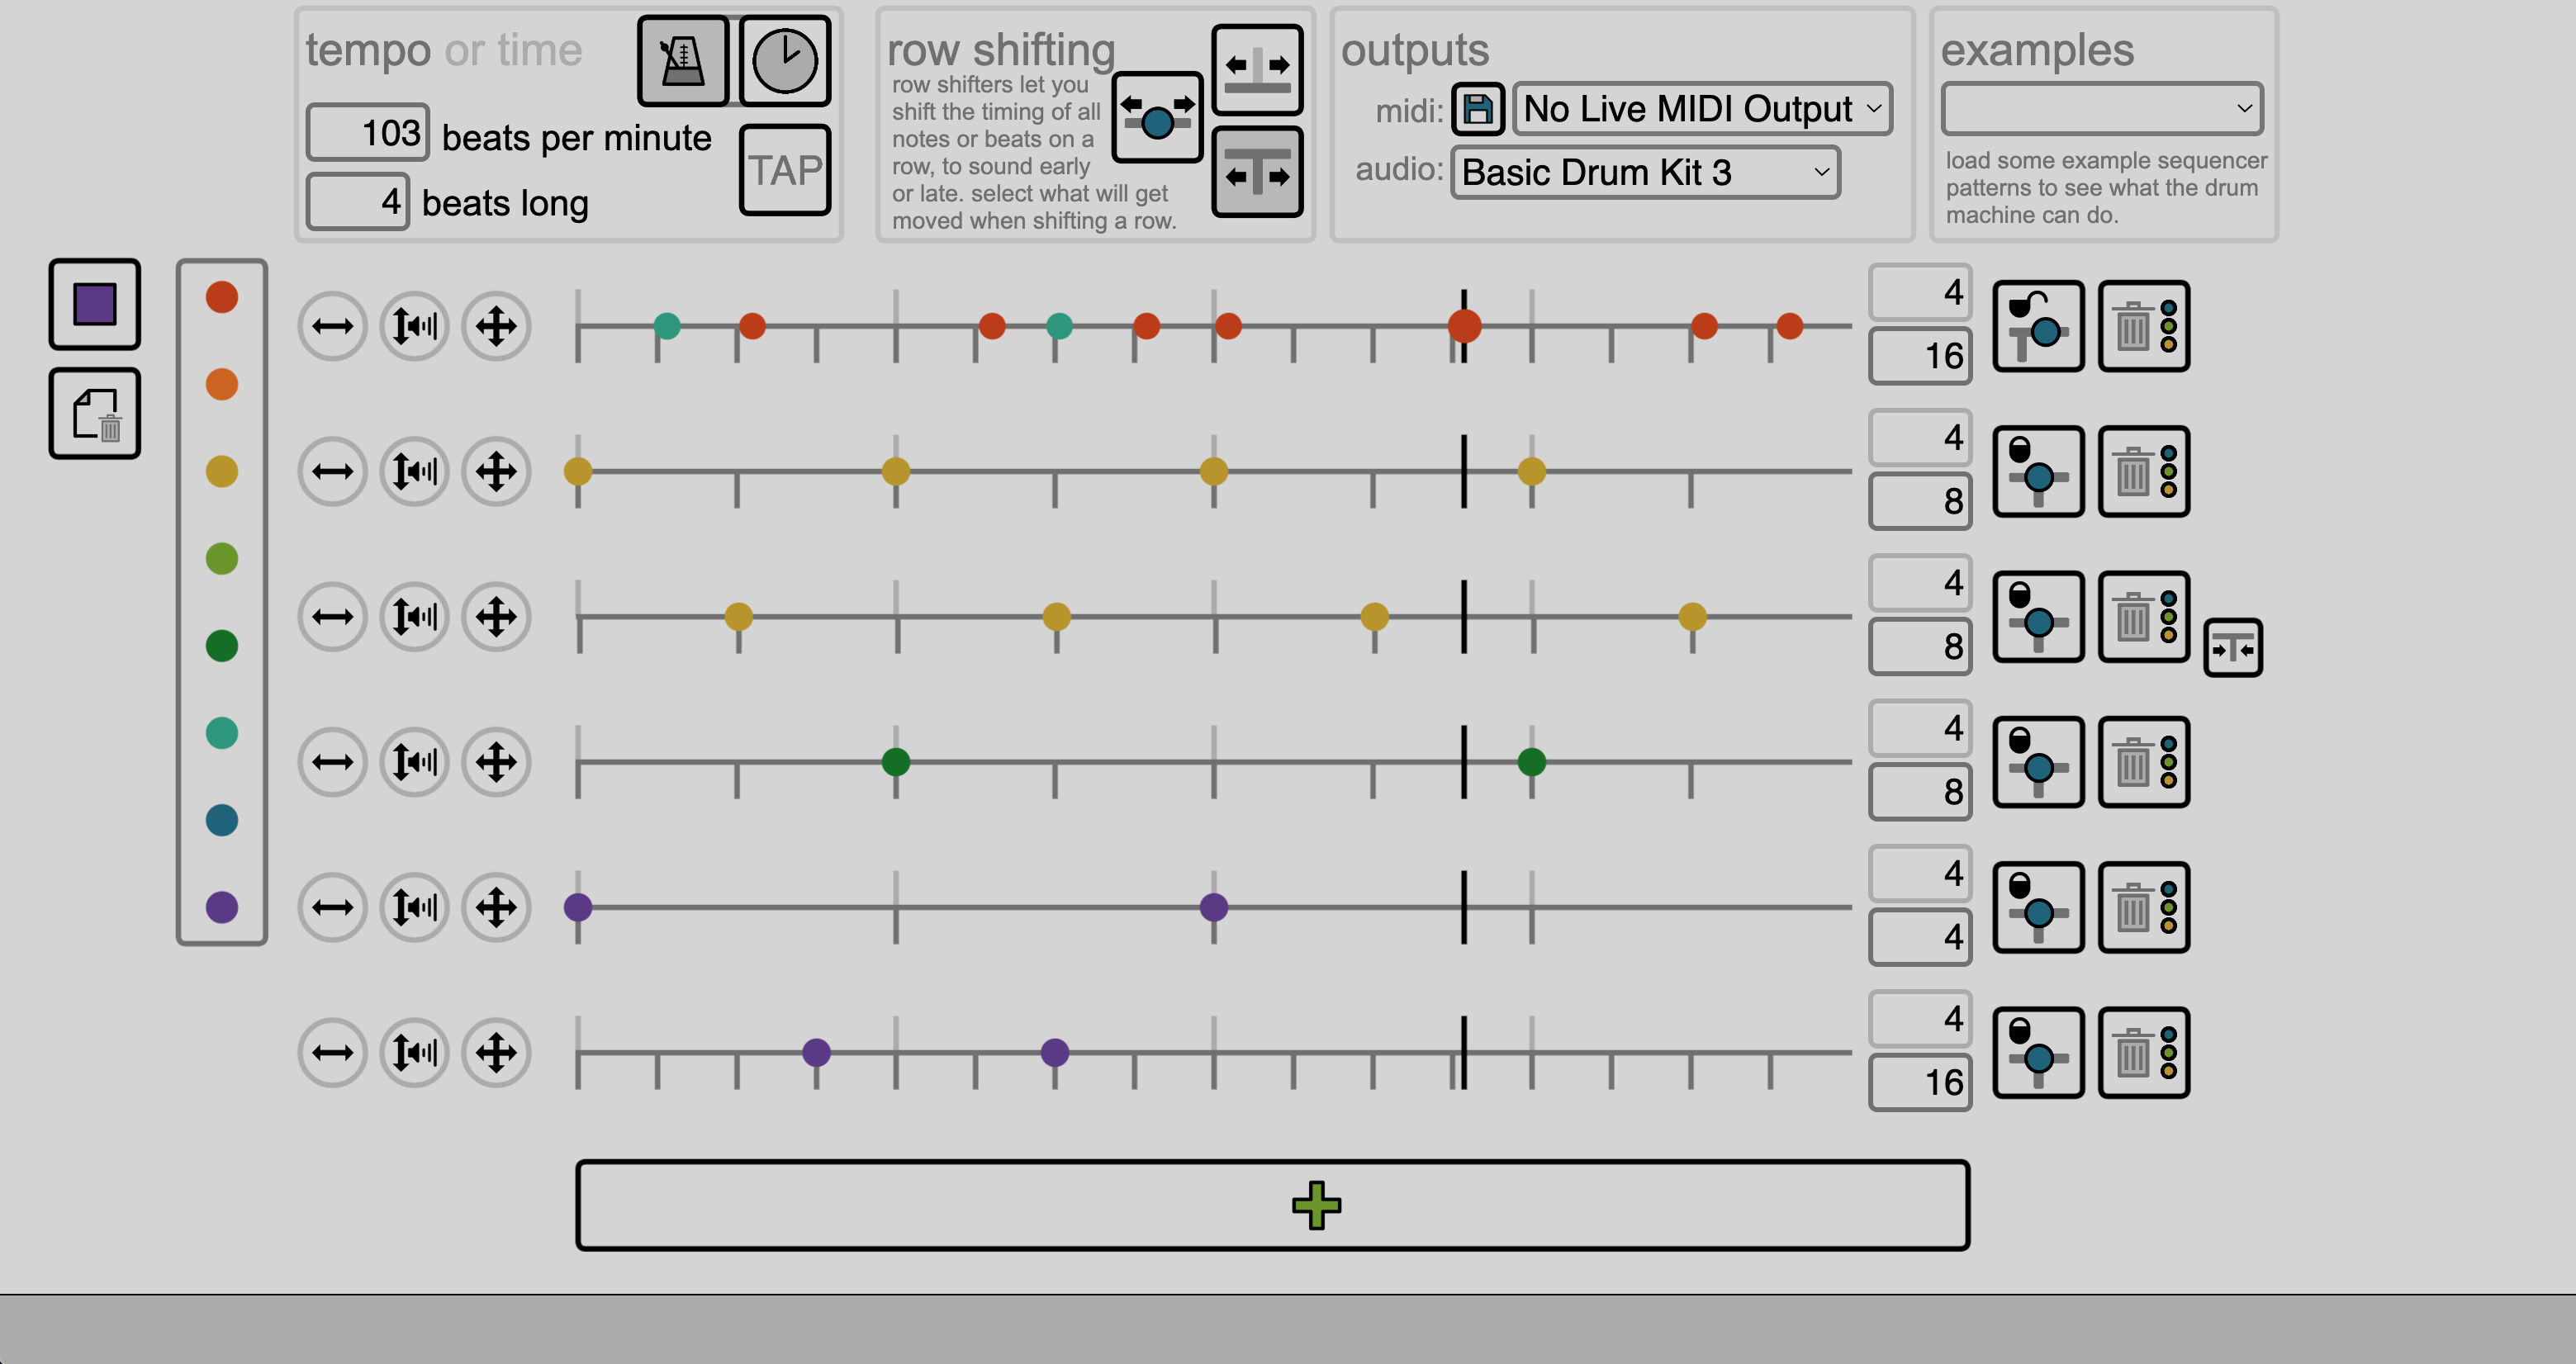 tempo or time
103 beats per minute
4 beats long
TAP
row shifting
row shifters let you
shift the timing of all
notes or beats on a
row, to sound early
or late. select what will get
moved when shifting a row.
outputs
midi: No Live MIDI Output
audio: Basic Drum Kit 3
examples
load some example sequencer
patterns to see what the drum
machine can do.
4
16
4
8
4
8
4
8
4
4
4
16